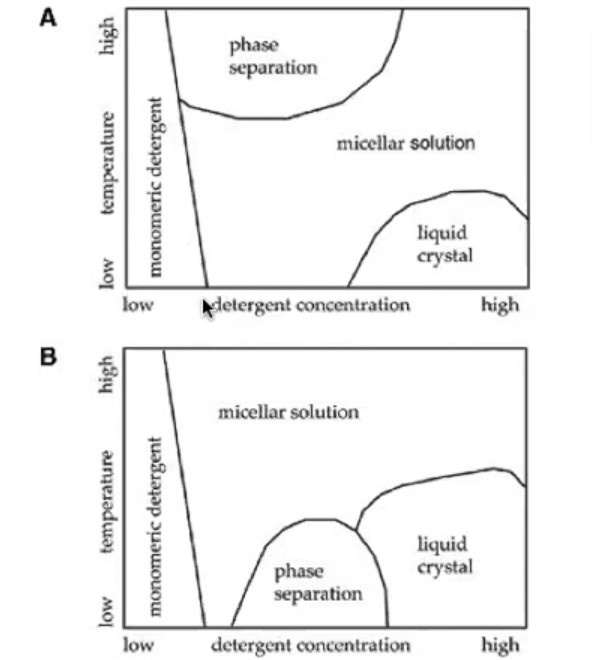 A
high
temperature
low
monomeric detergent
phase
separation
micellar solution
liquid
crystal
low
detergent concentration
high
B
high
temperature
low
monomeric detergent
micellar solution
phase
separation
liquid
crystal
low
detergent concentration
high